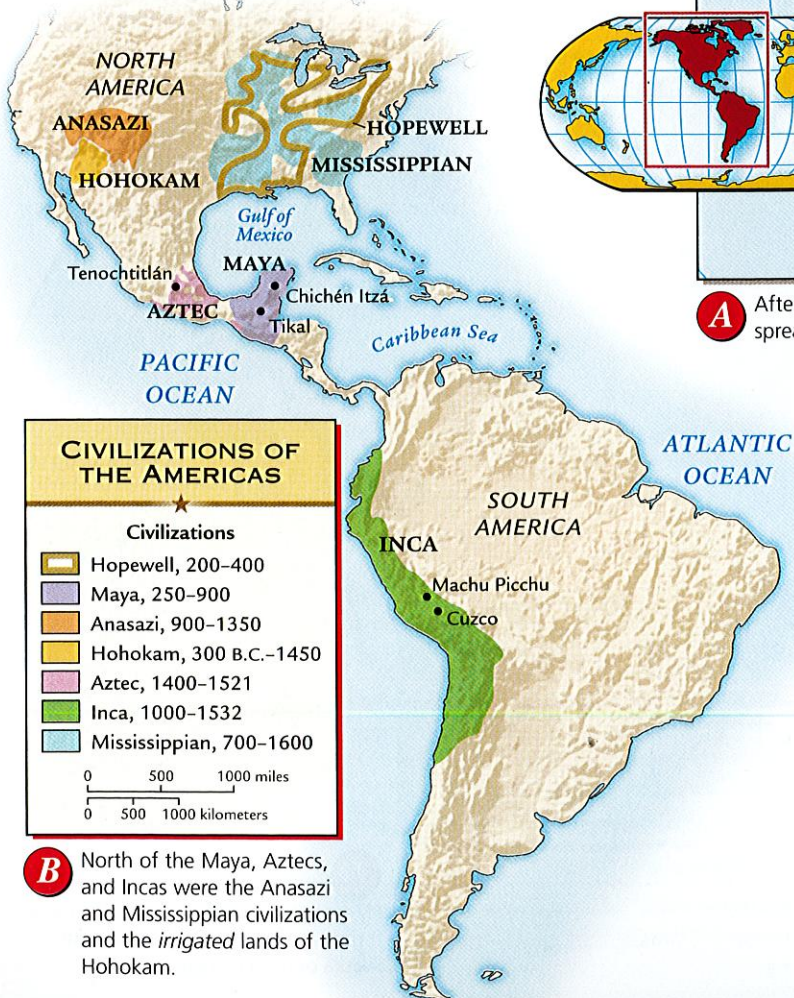 NORTH
AMERICA
ANASAZI
HOPEWELL
MISSISSIPPIAN
HOHOKAM
Gulf of
Mexico
Tenochtitlán
MAYA
Chichén Itzá
AZTEC
Tikal
Caribbean Sea
PACIFIC
OCEAN
A
After
sprea
ATLANTIC
OCEAN
SOUTH
AMERICA
INCA
Machu Picchu
Cuzco
CIVILIZATIONS OF
THE AMERICAS
Civilizations
Hopewell, 200–400
Maya, 250–900
Anasazi, 900–1350
Hohokam, 300 B.C.–1450
Aztec, 1400–1521
Inca, 1000–1532
Mississippian, 700–1600
0 500 1000 miles
0 500 1000 kilometers
B
North of the Maya, Aztecs,
and Incas were the Anasazi
and Mississippian civilizations
and the irrigated lands of the
Hohokam.